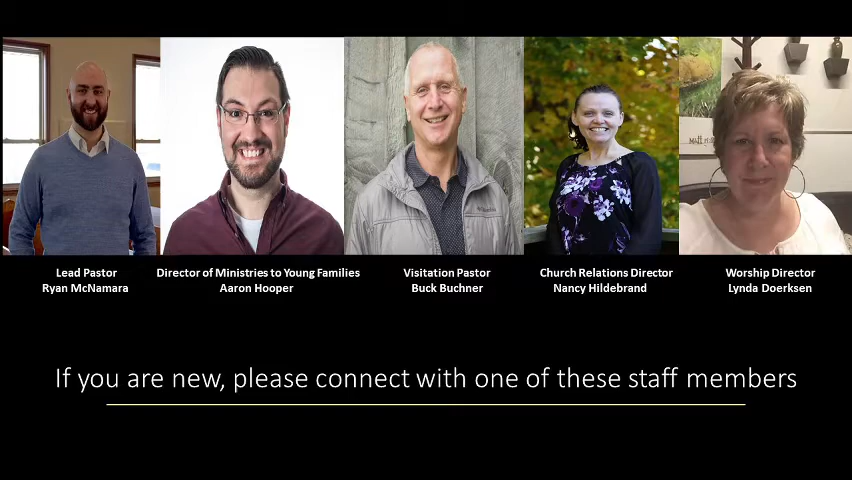 Lead Pastor
Ryan McNamara
Director of Ministries to Young Families
Aaron Hooper
Visitation Pastor
Buck Buchner
Church Relations Director
Nancy Hildebrand
Worship Director
Lynda Doerksen
If you are new, please connect with one of these staff members